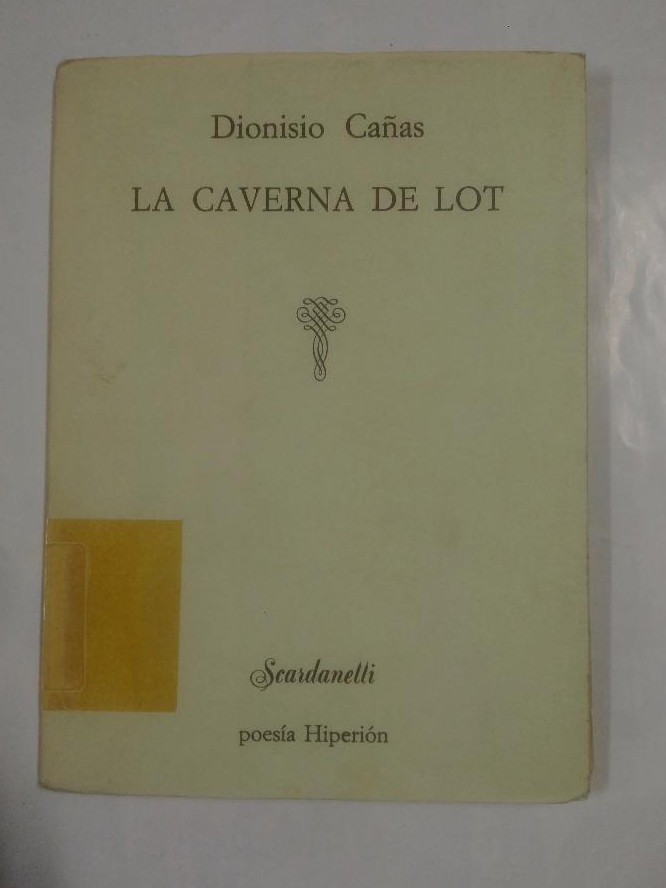 Dionisio Cañas
LA CAVERNA DE LOT
Scardanelli
poesía Hiperión